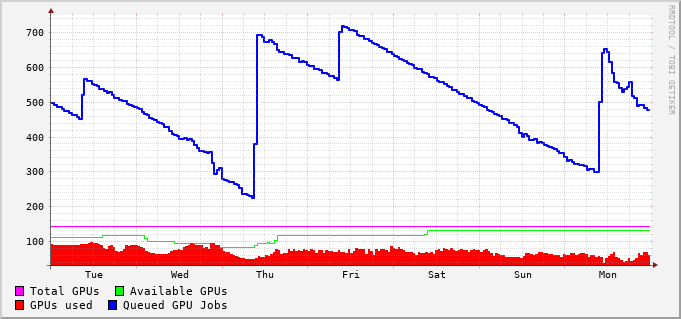 700
600
500
400
300
200
100
Tue Wed Thu Fri Sat Sun Mon
Total GPUs Available GPUs
GPUs used Queued GPU Jobs
RRDTOOL / TOBI OETIKER